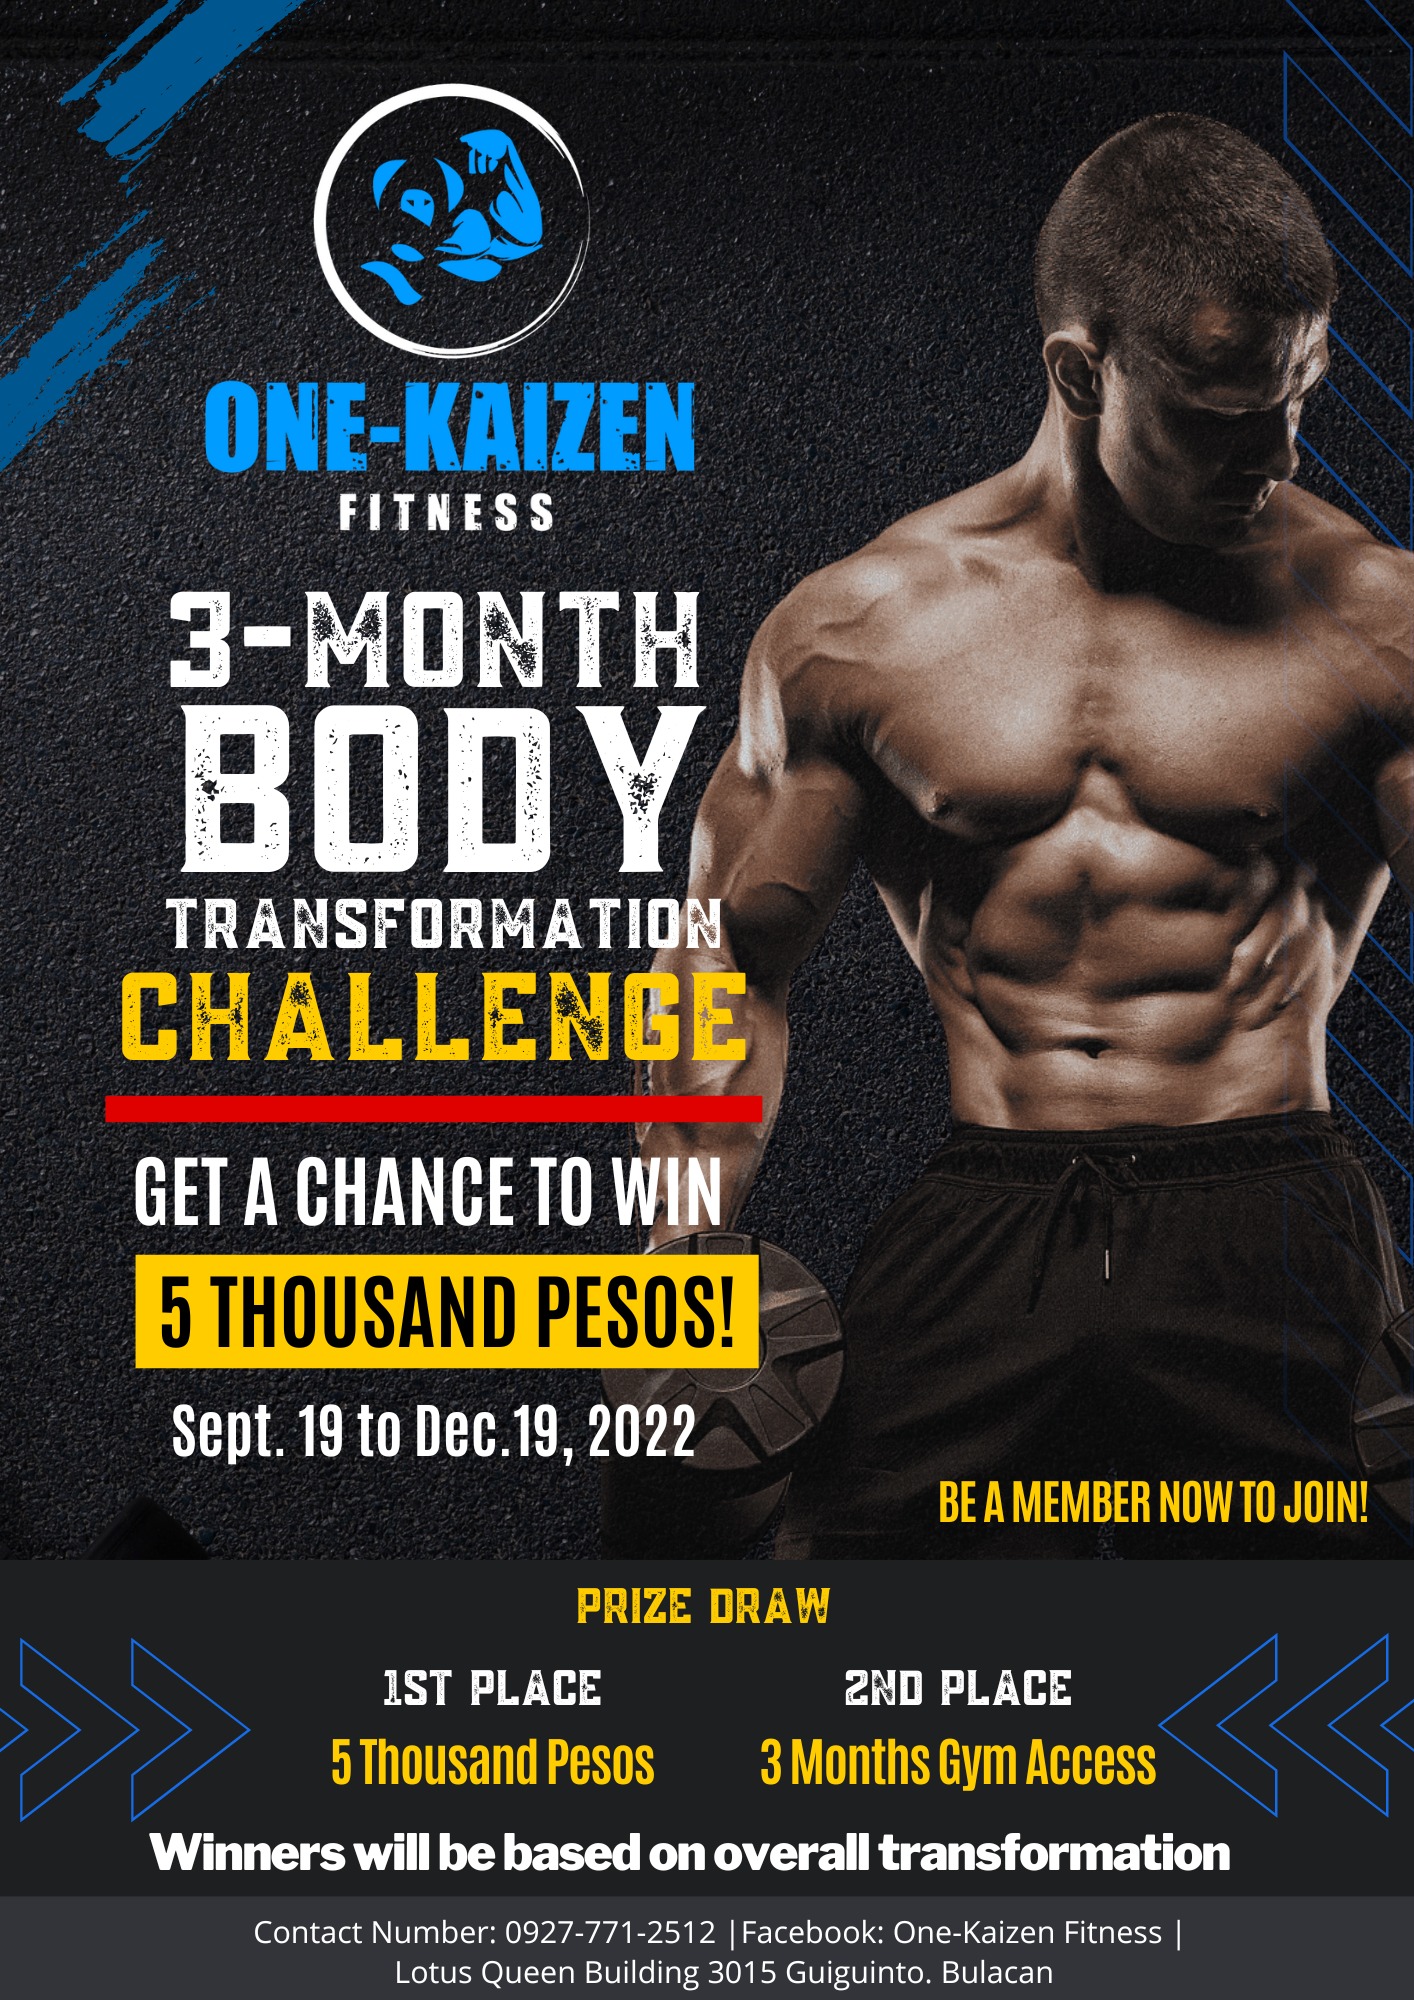 ONE-KAIZEN
FITNESS
3-MONTH
BODY
TRANSFORMATION
CHALLENGE
GET A CHANCE TO WIN
5 THOUSAND PESOS!
Sept. 19 to Dec.19, 2022
BE A MEMBER NOW TO JOIN!
PRIZE DRAW
1ST PLACE
5 Thousand Pesos
2ND PLACE
3 Months Gym Access
Winners will be based on overall transformation
Contact Number: 0927-771-2512 |Facebook: One-Kaizen Fitness |
Lotus Queen Building 3015 Guiguinto. Bulacan